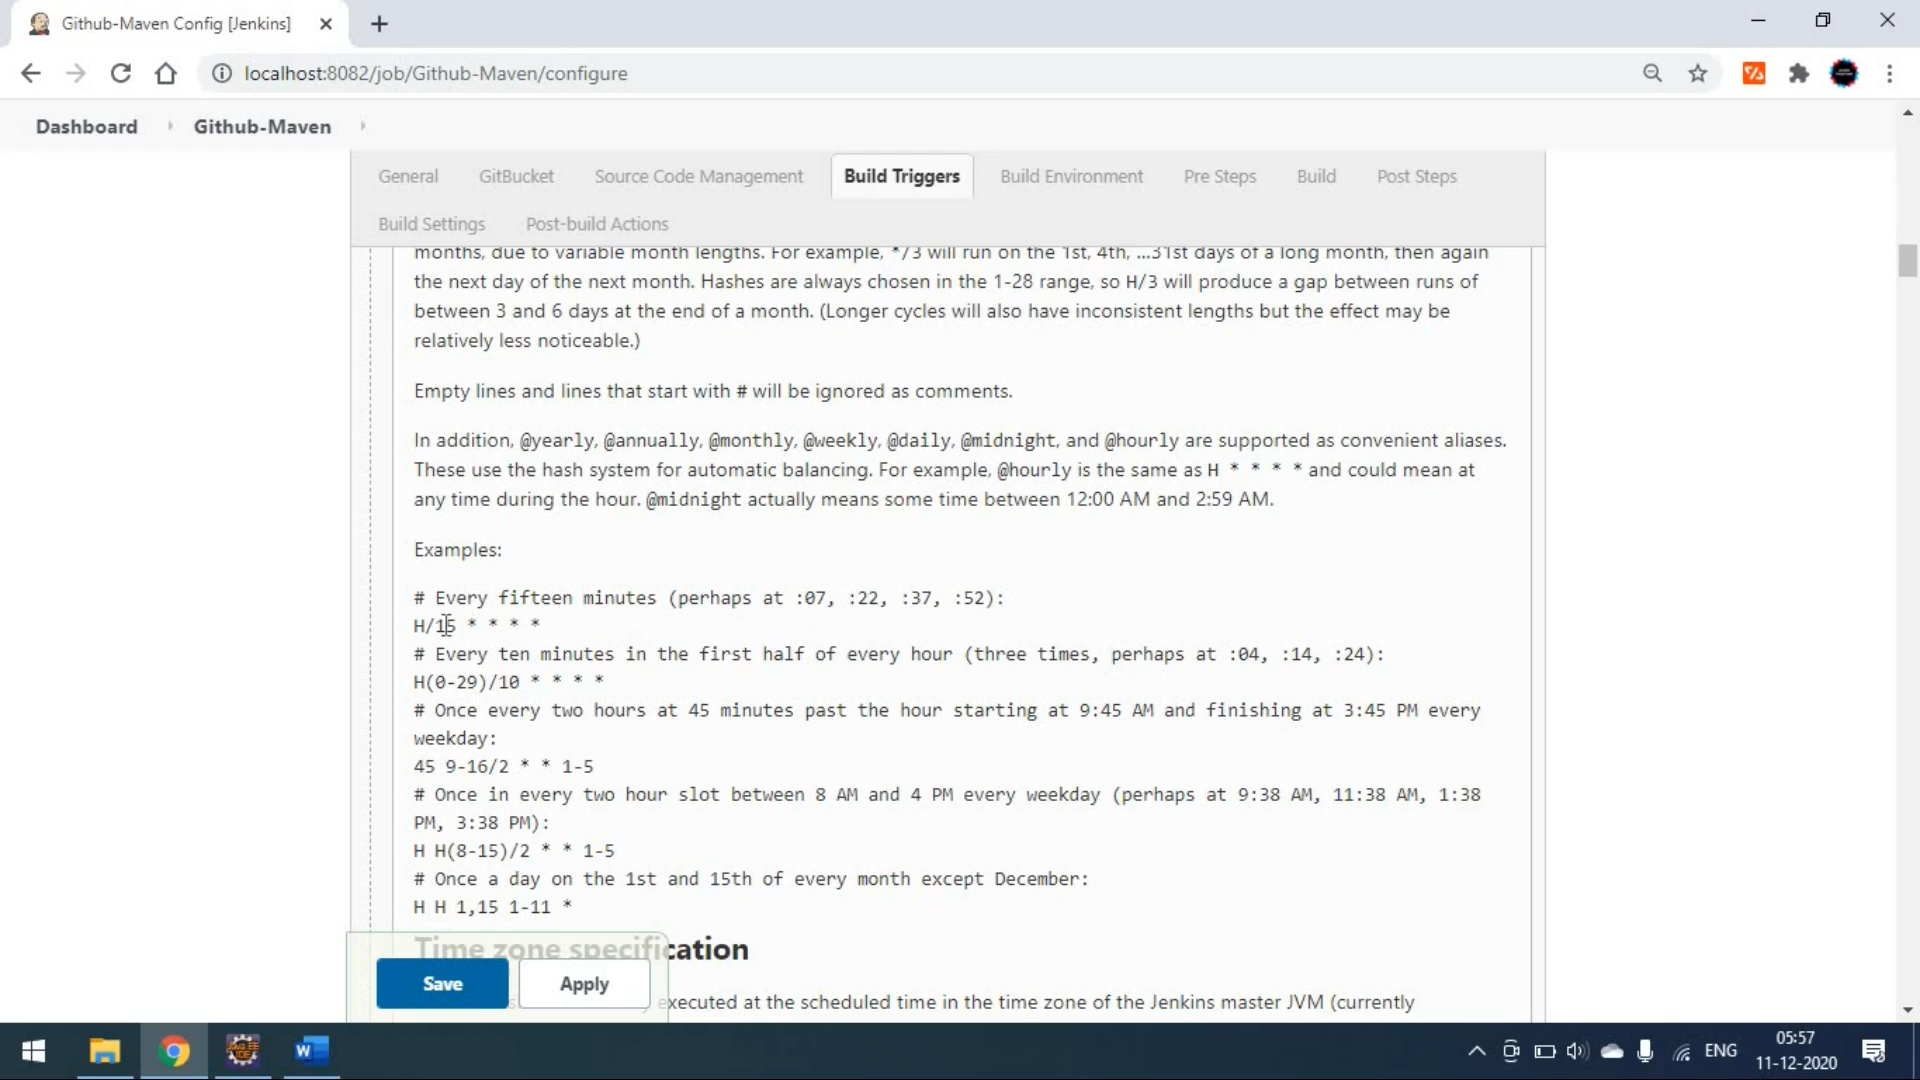 Github-Maven Config [Jenkins]
localhost:8082/job/Github-Maven/configure
Dashboard Github-Maven
General GitBucket Source Code Management Build Triggers Build Environment Pre Steps Build Post Steps
Build Settings Post-build Actions
months, due to variable month lengths. For example, */3 will run on the 1st, 4th, …31st days of a long month, then again
the next day of the next month. Hashes are always chosen in the 1-28 range, so H/3 will produce a gap between runs of
between 3 and 6 days at the end of a month. (Longer cycles will also have inconsistent lengths but the effect may be
relatively less noticeable.)
Empty lines and lines that start with # will be ignored as comments.
In addition, @yearly, @annually, @monthly, @weekly, @daily, @midnight, and @hourly are supported as convenient aliases.
These use the hash system for automatic balancing. For example, @hourly is the same as H * * * * and could mean at
any time during the hour. @midnight actually means some time between 12:00 AM and 2:59 AM.
Examples:
# Every fifteen minutes (perhaps at :07, :22, :37, :52):
H/15 * * * *
# Every ten minutes in the first half of every hour (three times, perhaps at :04, :14, :24):
H(0-29)/10 * * * *
# Once every two hours at 45 minutes past the hour starting at 9:45 AM and finishing at 3:45 PM every
weekday:
45 9-16/2 * * 1-5
# Once in every two hour slot between 8 AM and 4 PM every weekday (perhaps at 9:38 AM, 11:38 AM, 1:38
PM, 3:38 PM):
H H(8-15)/2 * * 1-5
# Once a day on the 1st and 15th of every month except December:
H H 1,15 1-11 *
Time zone specification
Save Apply
executed at the scheduled time in the time zone of the Jenkins master JVM (currently
ENG
05:57
11-12-2020